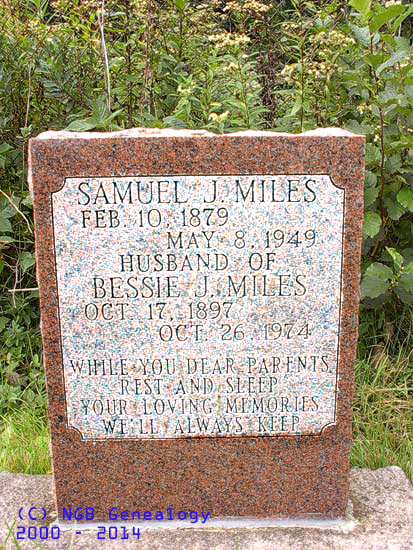 SAMUEL J. MILES
FEB. 10, 1879
MAY 8, 1949
HUSBAND OF
BESSIE J. MILES
OCT. 17, 1897
OCT. 26, 1974
WHILE YOU DEAR PARENTS
REST AND SLEEP
YOUR LOVING MEMORIES
WE'LL ALWAYS KEEP
(C) NGB Genealogy
2000 - 2014